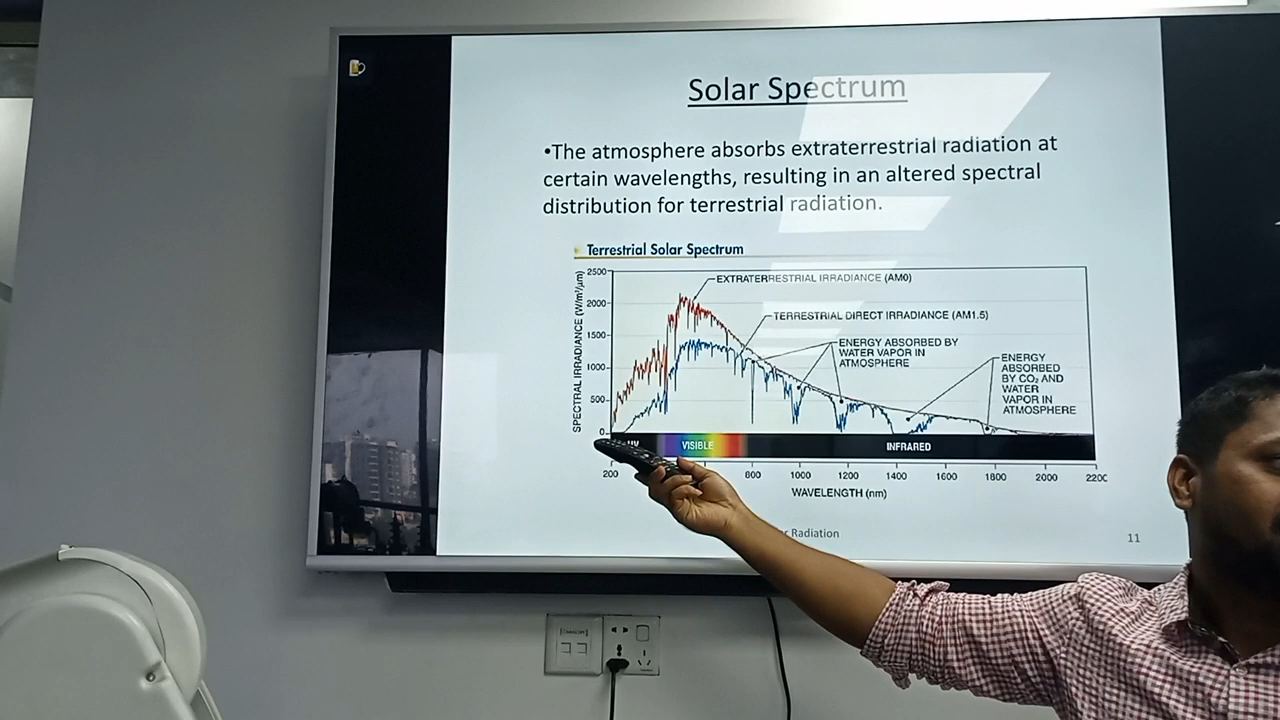 Solar Spectrum
•The atmosphere absorbs extraterrestrial radiation at
certain wavelengths, resulting in an altered spectral
distribution for terrestrial radiation.
Terrestrial Solar Spectrum
SPECTRAL IRRADIANCE (W/m²/µm)
2500
2000
1500
1000
500
0
EXTRATERRESTRIAL IRRADIANCE (AM0)
TERRESTRIAL DIRECT IRRADIANCE (AM1.5)
ENERGY ABSORBED BY
WATER VAPOR IN
ATMOSPHERE
ENERGY
ABSORBED
BY CO₂ AND
WATER
VAPOR IN
ATMOSPHERE
UV VISIBLE INFRARED
200 800 1000 1200 1400 1600 1800 2000 2200
WAVELENGTH (nm)
Radiation
11